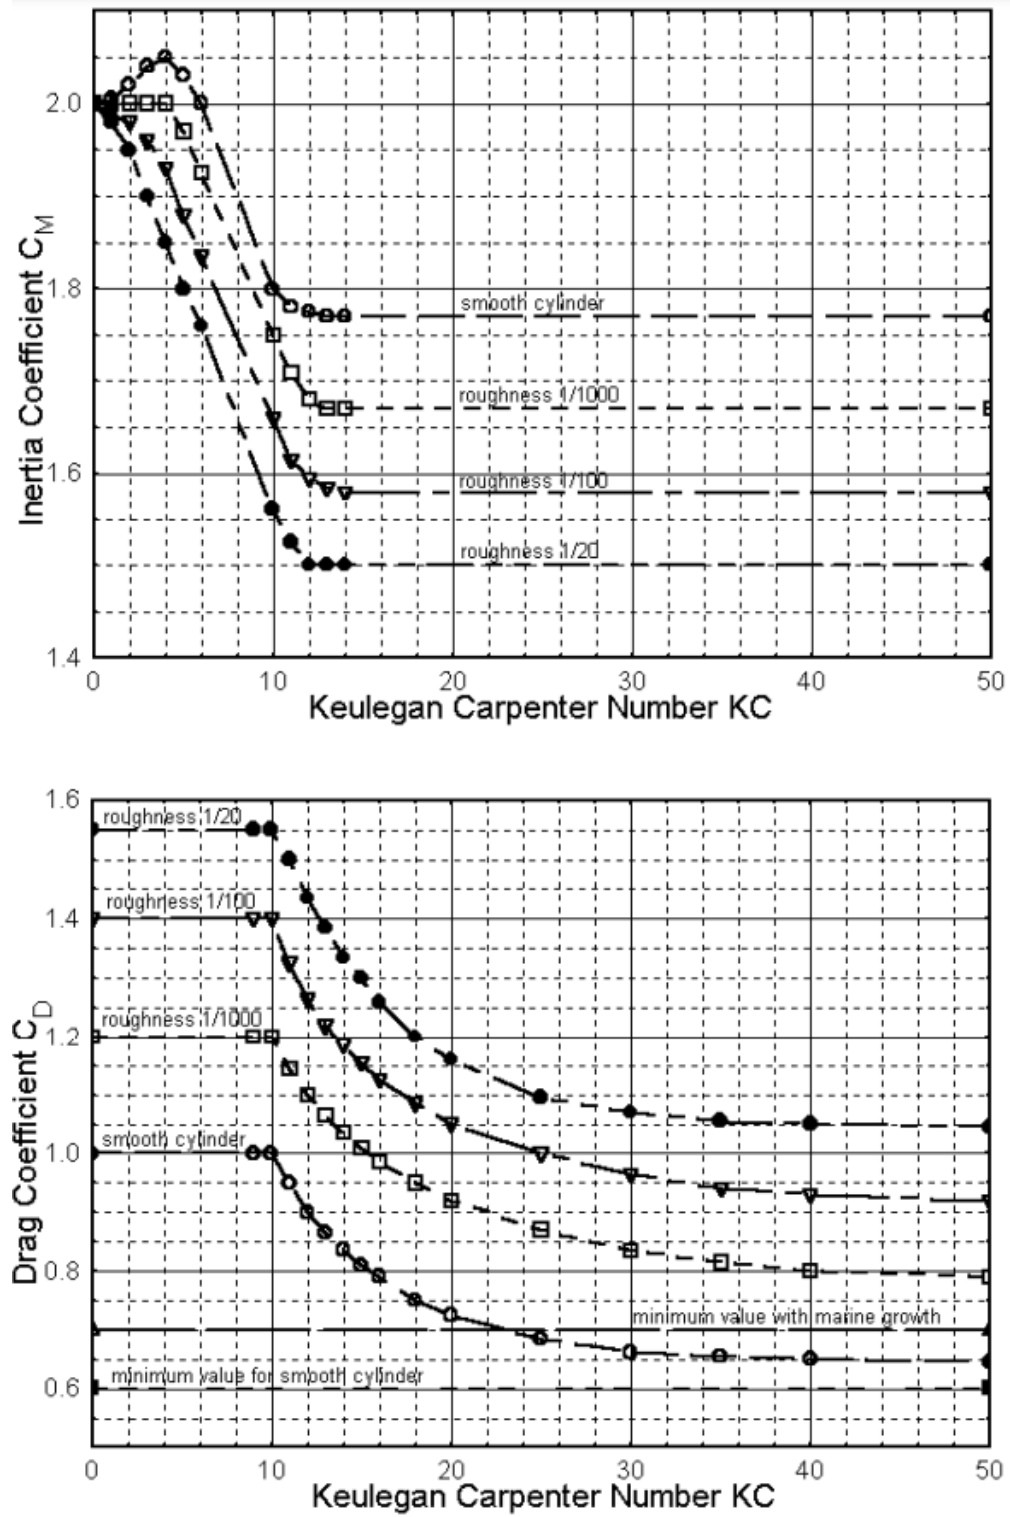 2.0
1.8
1.6
1.4
Inertia Coefficient C_M
smooth cylinder
roughness 1/1000
roughness 1/100
roughness 1/20
0 10 20 30 40 50
Keulegan Carpenter Number KC
1.6
1.4
1.2
1.0
0.8
0.6
Drag Coefficient C_D
roughness 1/20
roughness 1/100
roughness 1/1000
smooth cylinder
minimum value with marine growth
minimum value for smooth cylinder
0 10 20 30 40 50
Keulegan Carpenter Number KC